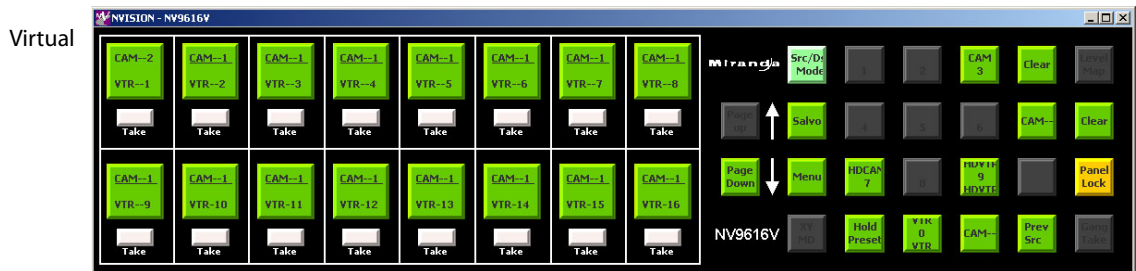 Virtual
NVISION - NV9616V
CAM--2 CAM--1 CAM--1 CAM--1 CAM--1 CAM--1 CAM--1 CAM--1
VTR--1 VTR--2 VTR--3 VTR--4 VTR--5 VTR--6 VTR--7 VTR--8
Take Take Take Take Take Take Take Take
CAM--1 CAM--1 CAM--1 CAM--1 CAM--1 CAM--1 CAM--1 CAM--1
VTR--9 VTR-10 VTR-11 VTR-12 VTR-13 VTR-14 VTR-15 VTR-16
Take Take Take Take Take Take Take Take
Miranda
Src/Ds
Mode
1
2
CAM
3
Clear
Level
Map
Page
Up
Salvo
4
5
6
CAM--
Clear
Page
Down
Menu
HDCAM
7
8
HDVTR
9
HDVTR
Panel
Lock
NV9616V
XY
MD
Hold
Preset
VTR
0
VTR
CAM--
Prev
Src
Gang
Take